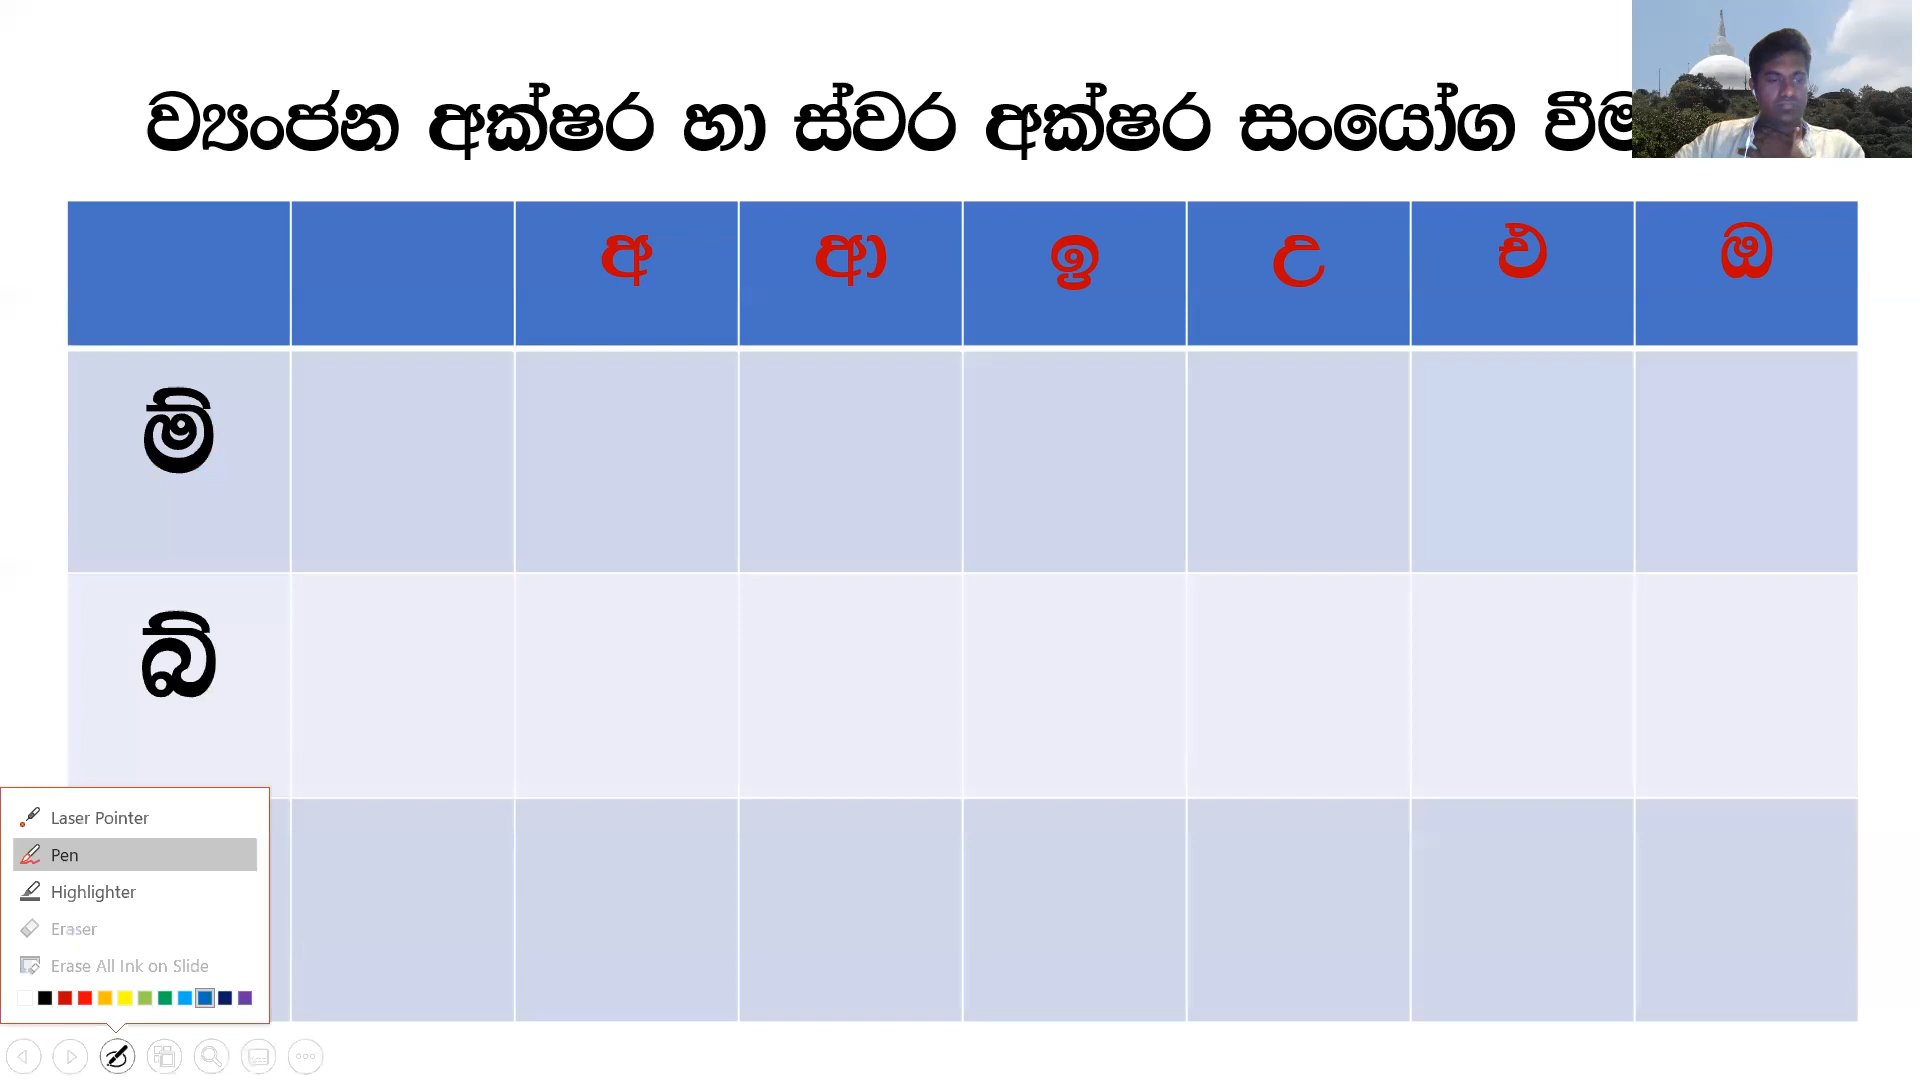 ව්‍යංජන අක්ෂර හා ස්වර අක්ෂර සංයෝග වීම
අ ආ ඉ උ එ ඔ
ම්
බ්
Laser Pointer
Pen
Highlighter
Eraser
Erase All Ink on Slide